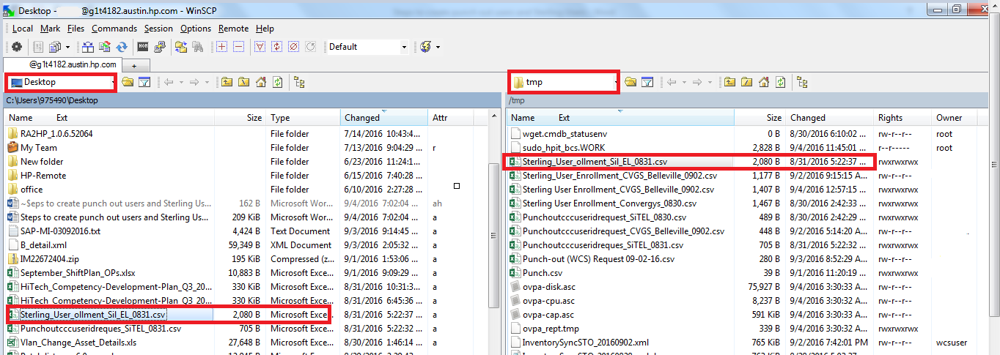 Desktop - @g1t4182.austin.hp.com - WinSCP
Local Mark Files Commands Session Options Remote Help
Default
@g1t4182.austin.hp.com +
Desktop
C:\Users\975490\Desktop
Name Ext Size Type Changed Attr
RA2HP_1.0.6.52064 File folder 7/14/2016 10:43:4...
My Team File folder 7/13/2016 9:04:29 ... r
New folder File folder 6/23/2016 11:24:1...
HP-Remote File folder 6/15/2016 7:40:28 ...
office File folder 6/10/2016 2:27:28 ...
~$eps to create punch out users and Sterling Us... 162 B Microsoft Wor... 9/4/2016 7:02:04 ... ah
Steps to create punch out users and Sterling Us... 209 KiB Microsoft Wor... 9/4/2016 7:02:04 ... a
SAP-MI-03092016.txt 4,424 B Text Document 9/3/2016 9:14:45 ... a
B_detail.xml 59,349 B XML Document 9/3/2016 2:05:32 ... a
IM22672404.zip 195 KiB Compressed (z... 9/1/2016 1:53:06 ... a
September_ShiftPlan_OPs.xlsx 10,883 B Microsoft Exce... 9/1/2016 9:09:29 ... a
HiTech_Competency-Development-Plan_Q3_20... 330 KiB Microsoft Exce... 8/31/2016 10:31:3... a
HiTech_Competency-Development-Plan_Q3_20... 330 KiB Microsoft Exce... 8/31/2016 6:45:36 ... a
Sterling_User_ollment_Sil_EL_0831.csv 2,080 B Microsoft Exce... 8/31/2016 5:22:37 ... a
Punchoutcccuseridreques_SiTEL_0831.csv 705 B Microsoft Exce... 8/31/2016 5:22:32 ... a
Vlan_Change_Asset_Details.xls 27,648 B Microsoft Exce... 8/30/2016 1:46:14 ... a
tmp
/tmp
Name Ext Size Changed Rights Owner
wget.cmdb_statusenv 0 B 8/30/2016 6:10:02 ... rw-r--r-- root
sudo_hpit_bcs.WORK 2,828 B 9/4/2016 11:45:01 ... r--r----- root
Sterling_User_ollment_Sil_EL_0831.csv 2,080 B 8/31/2016 5:22:37 ... rwxrwxrwx
Sterling_User_Enrollment_CVGS_Belleville_0902.csv 1,177 B 9/2/2016 9:15:15 A... rwxrwxrwx
Sterling User Enrollment_CVGS_Belleville_0902.csv 1,407 B 9/4/2016 12:57:15 ... rwxrwxrwx
Sterling User Enrollment_Convergys_0830.csv 1,467 B 8/30/2016 2:42:33 ... rwxrwxrwx
Punchoutcccuseridrequest_SiTEL_0830.csv 489 B 8/30/2016 2:42:29 ... rwxrwxrwx
Punchoutcccuseridrequest_CVGS_Belleville_0902.csv 448 B 9/2/2016 5:14:20 A... rwxrwxrwx
Punchoutcccuseridreques_SiTEL_0831.csv 705 B 8/31/2016 5:22:32 ... rwxrwxrwx
Punch-out (WCS) Request 09-02-16.csv 280 B 9/3/2016 8:52:29 A... rwxrwxrwx
Punch.csv 39 B 9/1/2016 11:20:19 ... rwxrwxrwx
ovpa-disk.asc 75,927 B 9/4/2016 3:30:33 A... rw-r--r--
ovpa-cpu.asc 8,237 B 9/4/2016 3:30:32 A... rw-r--r--
ovpa-cap.asc 591 KiB 9/4/2016 3:30:33 A... rw-r--r--
ovpa_rept.tmp 339 B 9/4/2016 3:30:33 A... rw-r--r--
InventorySyncSTO_20160902.xml 765 KiB 9/2/2016 7:42:01 PM rw-r--r-- wcsuser